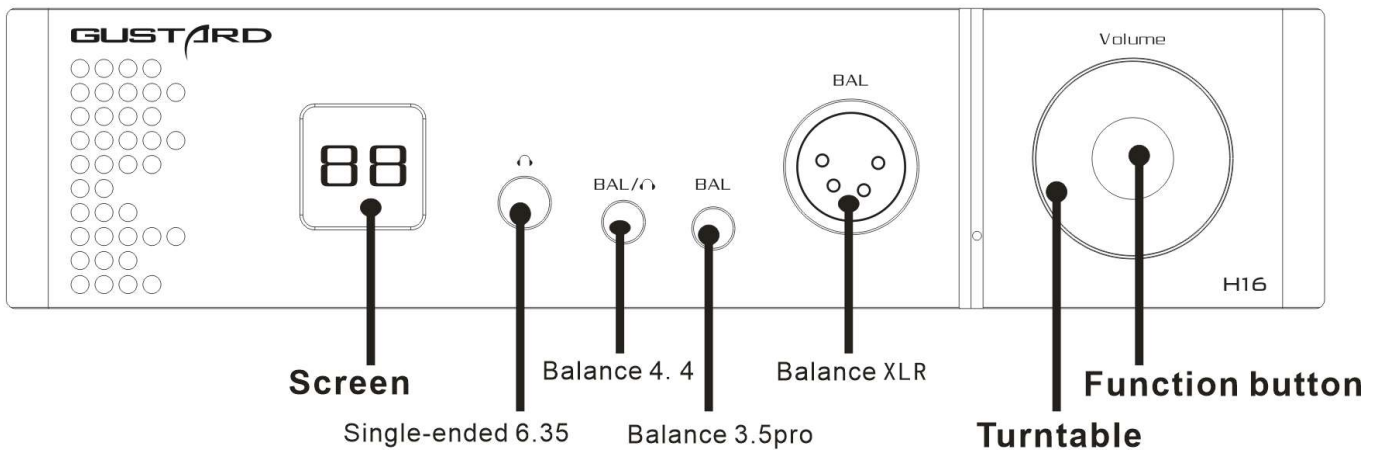 GUSTARD
Volume
BAL
88
BAL/
BAL
H16
Screen
Balance 4. 4
Balance XLR
Function button
Single-ended 6.35
Balance 3.5pro
Turntable